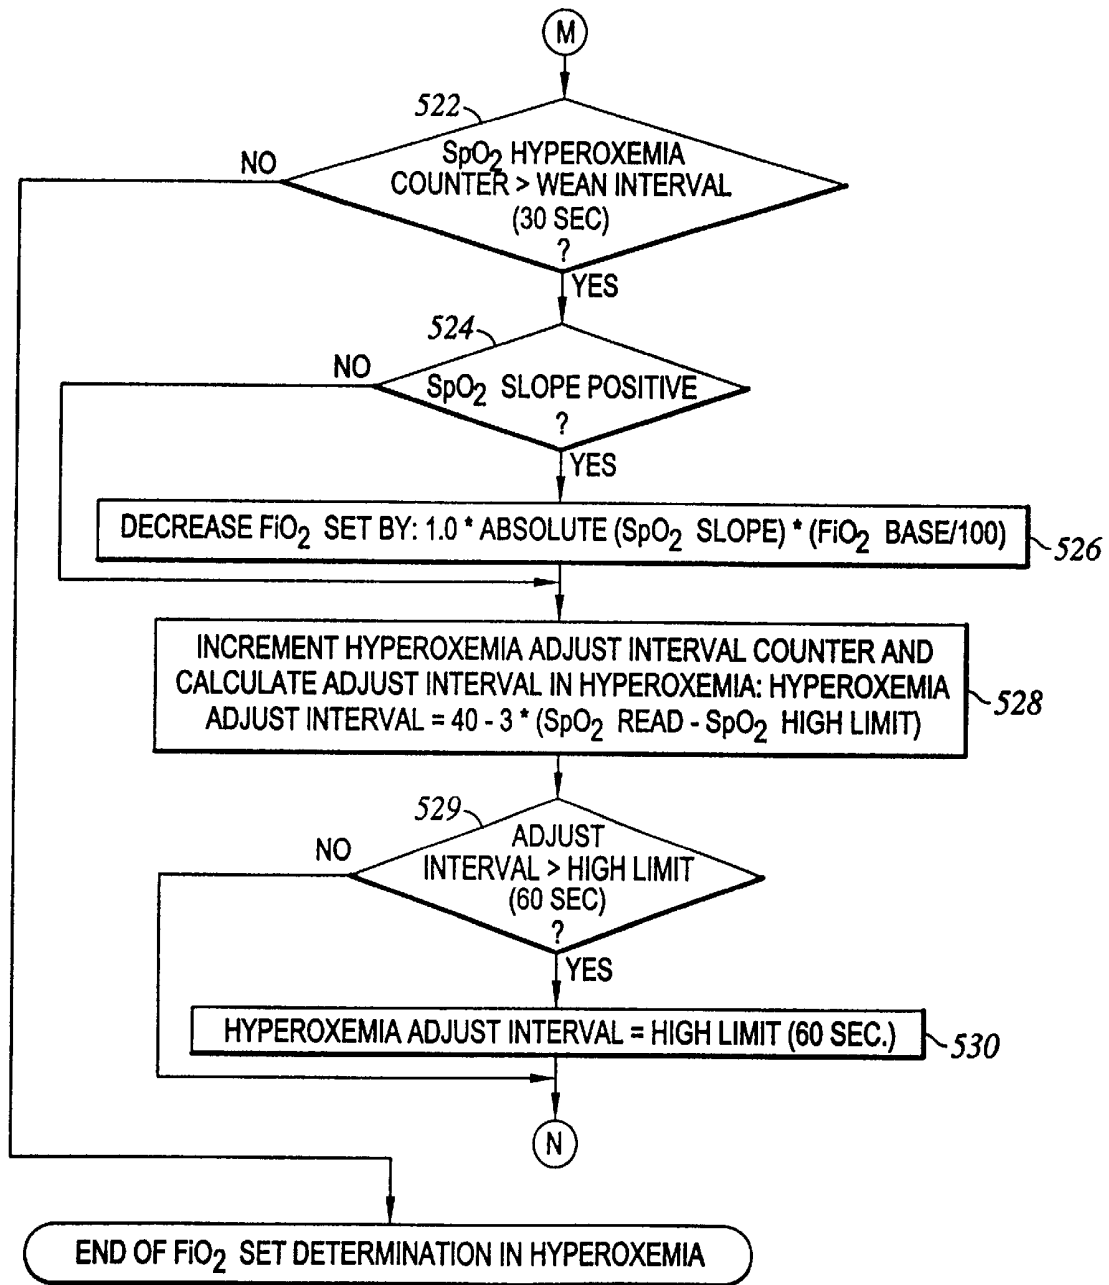 M
522
SpO2 HYPEROXEMIA
COUNTER > WEAN INTERVAL
(30 SEC)
?
NO
YES
524
SpO2 SLOPE POSITIVE
?
NO
YES
DECREASE FiO2 SET BY: 1.0 * ABSOLUTE (SpO2 SLOPE) * (FiO2 BASE/100)
526
INCREMENT HYPEROXEMIA ADJUST INTERVAL COUNTER AND
CALCULATE ADJUST INTERVAL IN HYPEROXEMIA: HYPEROXEMIA
ADJUST INTERVAL = 40 - 3 * (SpO2 READ - SpO2 HIGH LIMIT)
528
529
ADJUST
INTERVAL > HIGH LIMIT
(60 SEC)
?
NO
YES
HYPEROXEMIA ADJUST INTERVAL = HIGH LIMIT (60 SEC.)
530
N
END OF FiO2 SET DETERMINATION IN HYPEROXEMIA